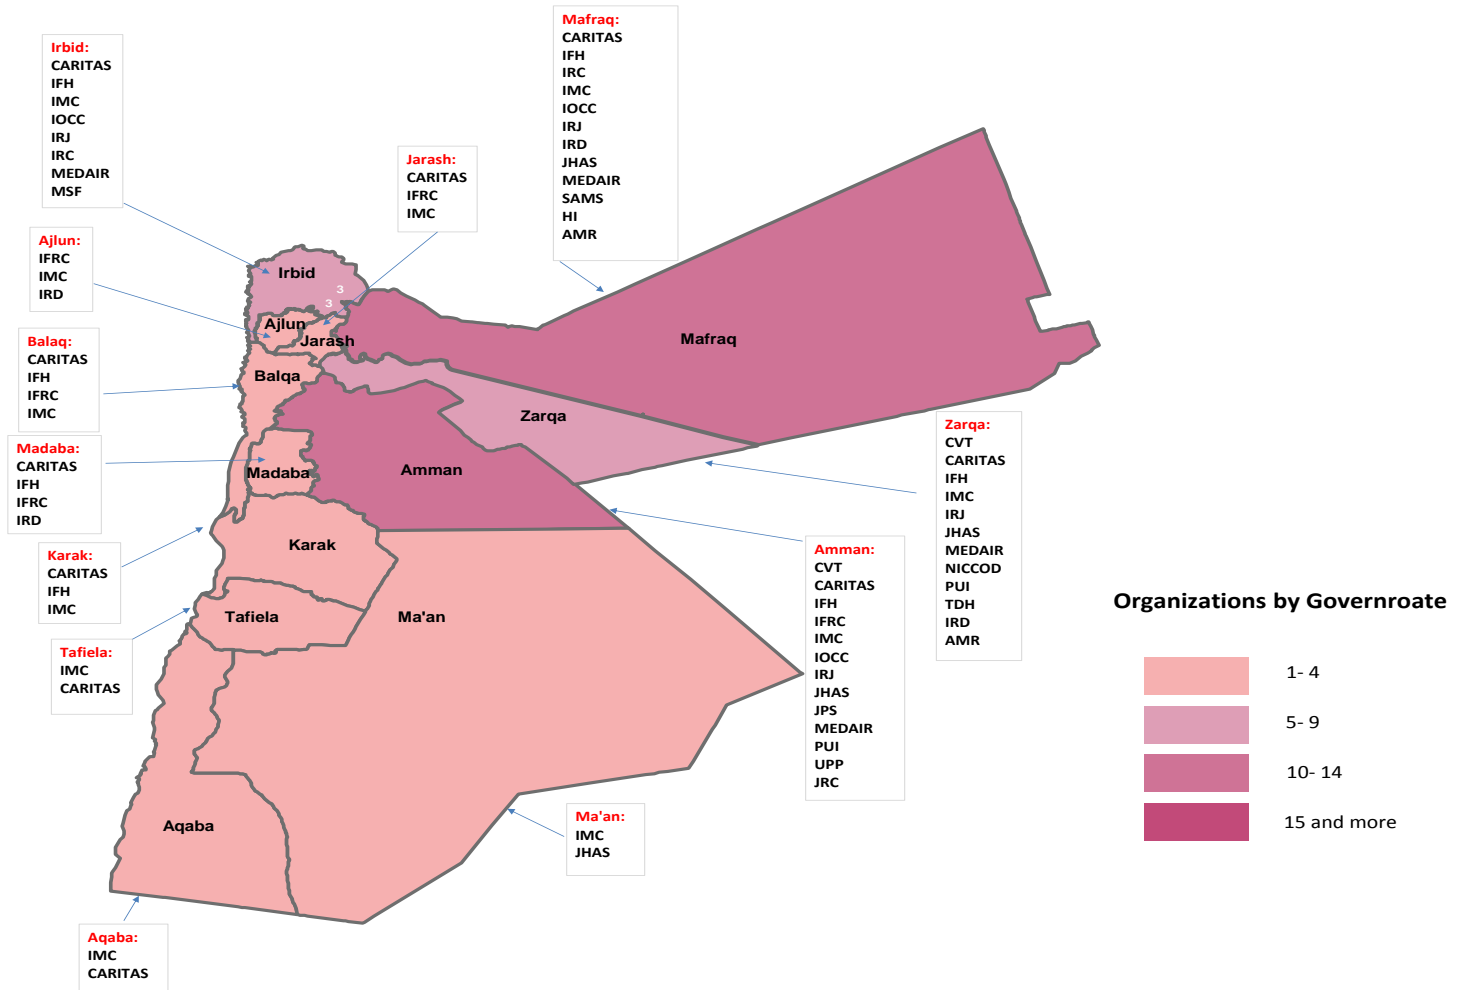 Irbid:
CARITAS
IFH
IMC
IOCC
IRJ
IRC
MEDAIR
MSF
Ajlun:
IFRC
IMC
IRD
Balaq:
CARITAS
IFH
IFRC
IMC
Madaba:
CARITAS
IFH
IFRC
IRD
Karak:
CARITAS
IFH
IMC
Tafiela:
IMC
CARITAS
Aqaba:
IMC
CARITAS
Jarash:
CARITAS
IFRC
IMC
Mafraq:
CARITAS
IFH
IRC
IMC
IOCC
IRJ
IRD
JHAS
MEDAIR
SAMS
HI
AMR
Irbid
3
3
Ajlun
Jarash
Balqa
Mafraq
Zarqa
Madaba
Amman
Karak
Tafiela
Ma'an
Aqaba
Ma'an:
IMC
JHAS
Amman:
CVT
CARITAS
IFH
IFRC
IMC
IOCC
IRJ
JHAS
JPS
MEDAIR
PUI
UPP
JRC
Zarqa:
CVT
CARITAS
IFH
IMC
IRJ
JHAS
MEDAIR
NICCOD
PUI
TDH
IRD
AMR
Organizations by Governroate
1- 4
5- 9
10- 14
15 and more